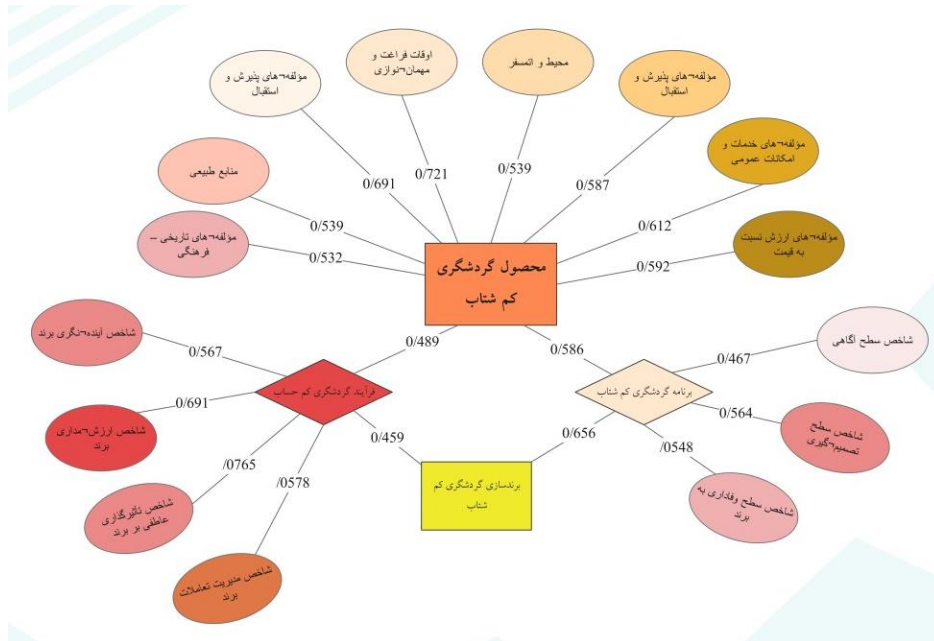 مؤلفه¬های پذیرش و
استقبال
اوقات فراغت و
مهمان¬نوازی
محیط و اتمسفر
مؤلفه¬های پذیرش و
استقبال
مؤلفه¬های خدمات و
امکانات عمومی
مؤلفه¬های ارزش نسبت
به قیمت
منابع طبیعی
مؤلفه¬های تاریخی –
فرهنگی
0/691
0/721
0/539
0/587
0/612
0/592
0/539
0/532
محصول گردشگری
کم شتاب
0/489
0/586
شاخص آینده¬نگری برند
0/567
فرآیند گردشگری کم حساب
0/691
شاخص ارزش¬مداری
برند
/0765
شاخص تأثیرگذاری
عاطفی بر برند
/0578
شاخص مدیریت تعاملات
برند
0/459
برندسازی گردشگری کم
شتاب
0/656
برنامه گردشگری کم شتاب
0/467
شاخص سطح آگاهی
0/564
شاخص سطح
تصمیم¬گیری
/0548
شاخص سطح وفاداری به
برند